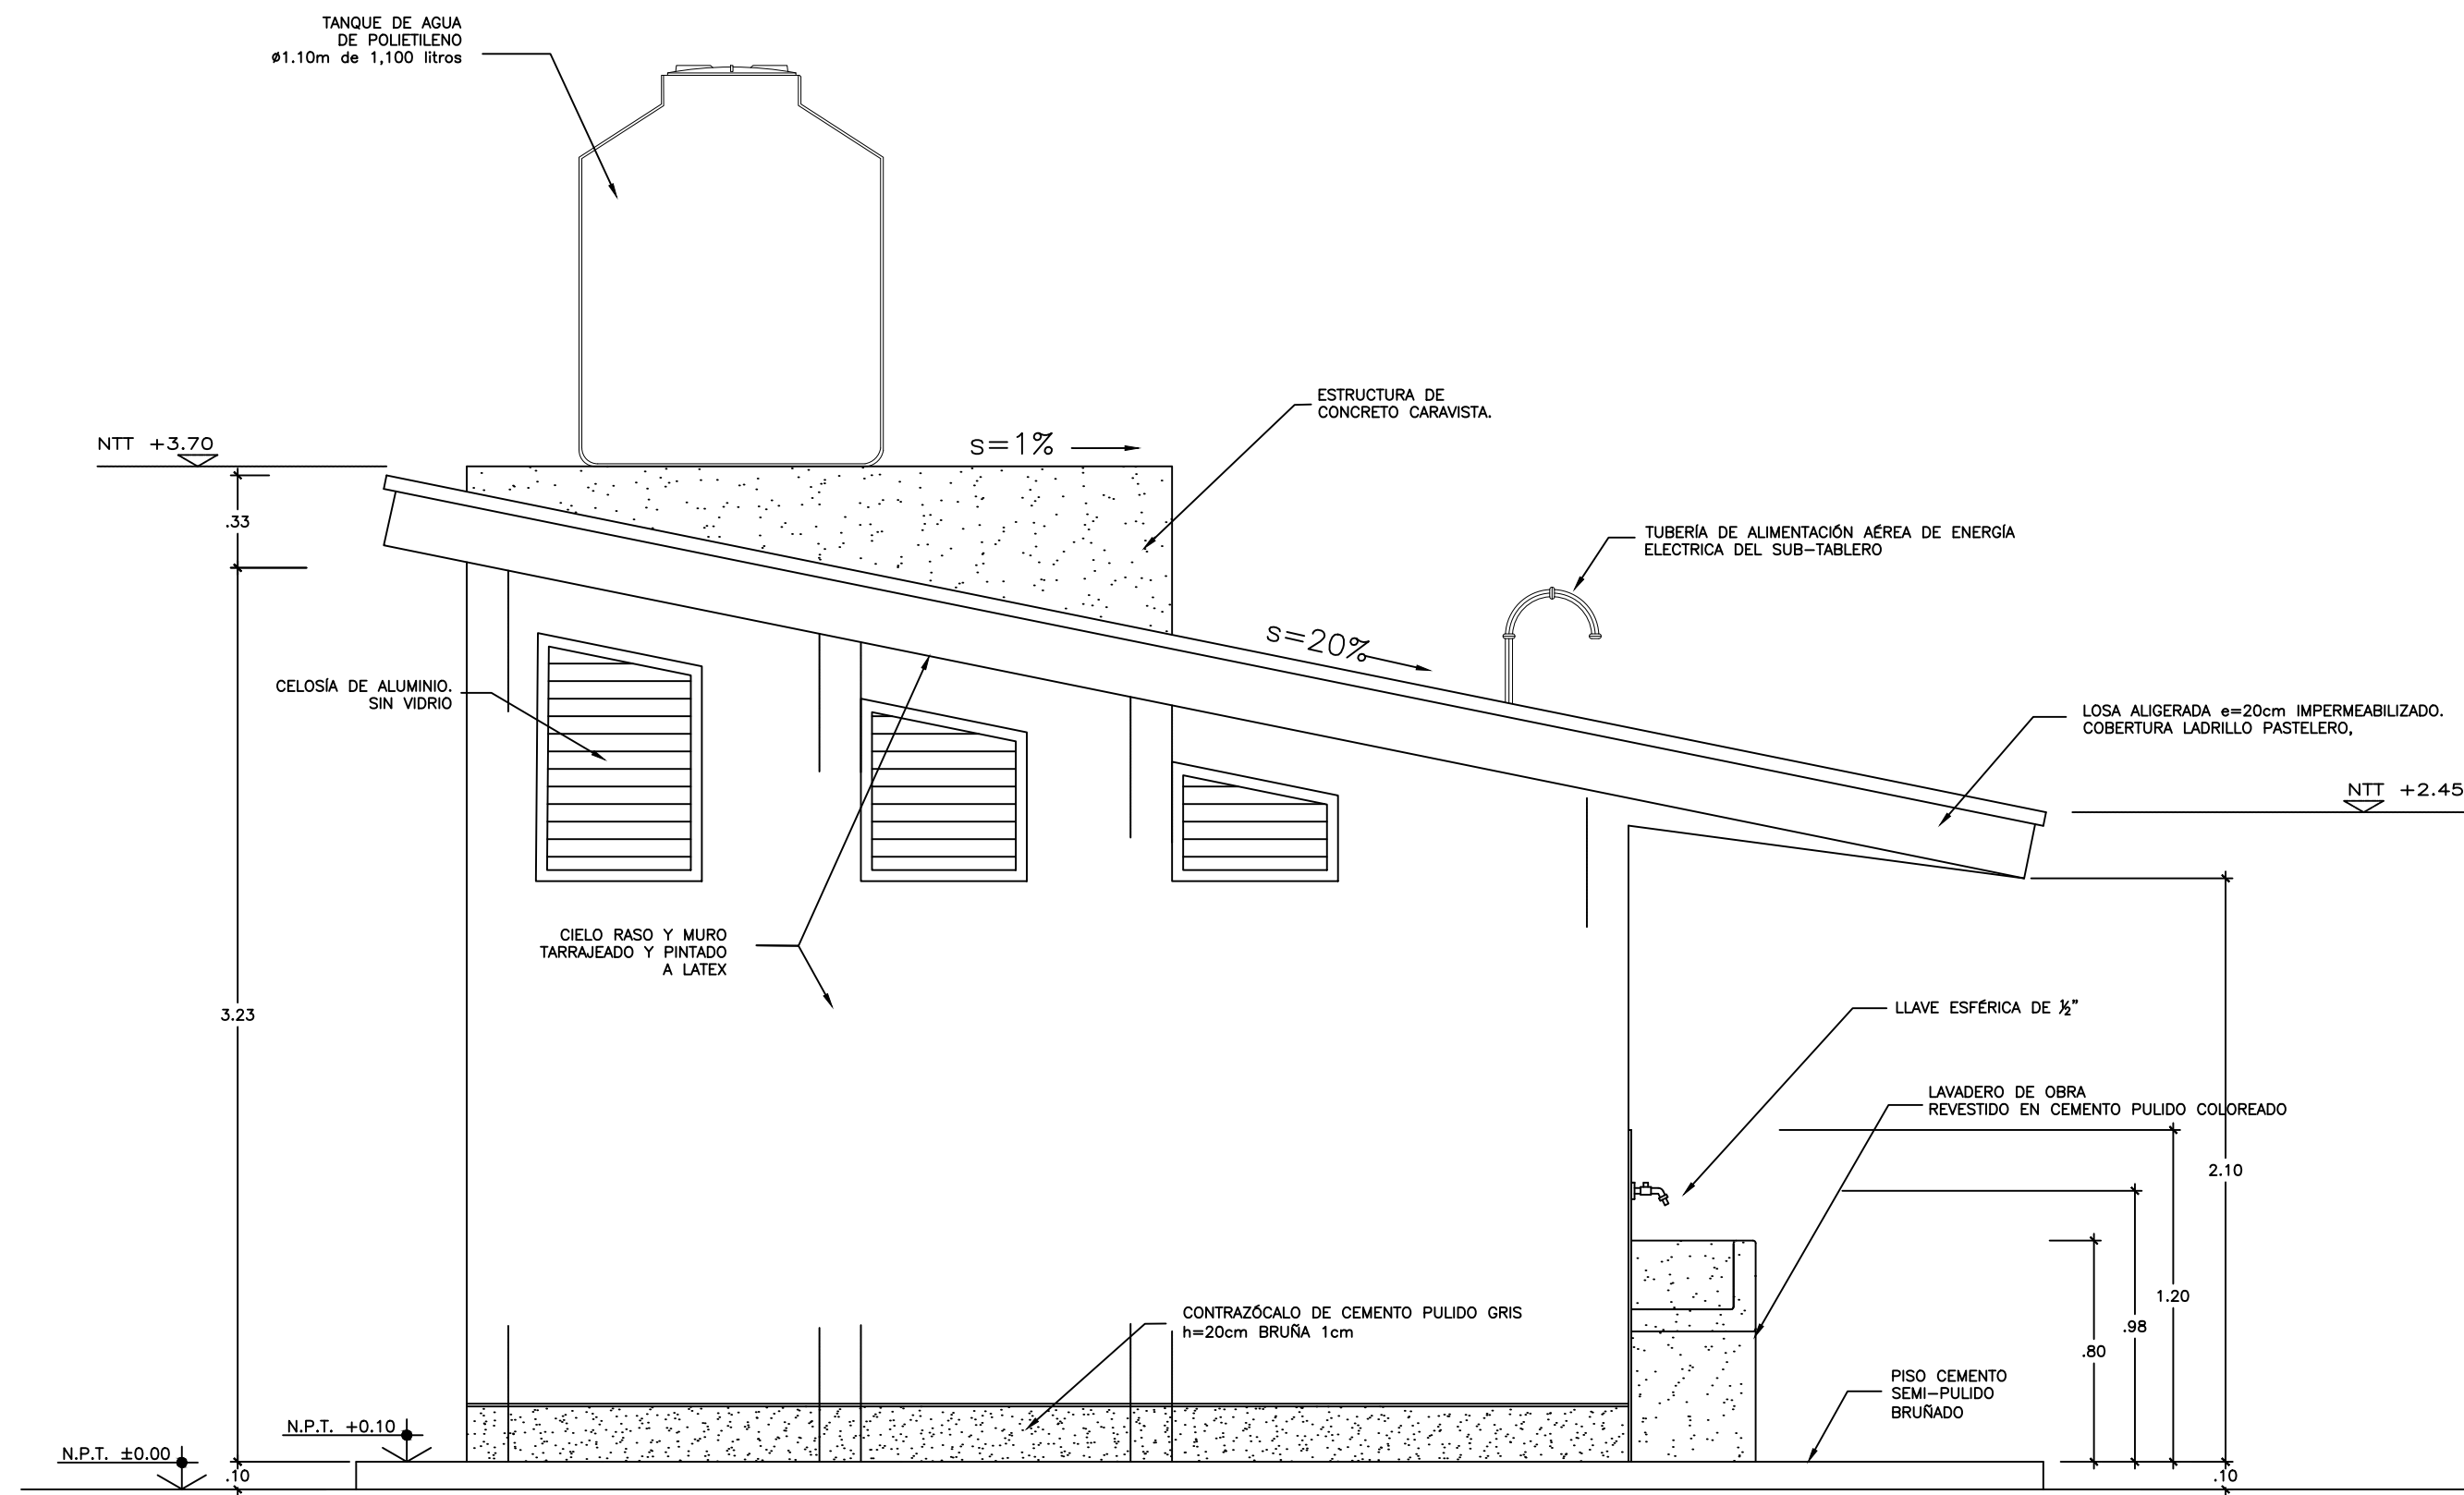 TANQUE DE AGUA
DE POLIETILENO
ø1.10m de 1,100 litros
ESTRUCTURA DE
CONCRETO CARAVISTA.
NTT +3.70
s=1%
.33
TUBERÍA DE ALIMENTACIÓN AÉREA DE ENERGÍA
ELECTRICA DEL SUB-TABLERO
s=20%
CELOSÍA DE ALUMINIO.
SIN VIDRIO
LOSA ALIGERADA e=20cm IMPERMEABILIZADO.
COBERTURA LADRILLO PASTELERO,
NTT +2.45
CIELO RASO Y MURO
TARRAJEADO Y PINTADO
A LATEX
3.23
LLAVE ESFÉRICA DE ½"
LAVADERO DE OBRA
REVESTIDO EN CEMENTO PULIDO COLOREADO
2.10
1.20
.98
.80
CONTRAZÓCALO DE CEMENTO PULIDO GRIS
h=20cm BRUÑA 1cm
PISO CEMENTO
SEMI-PULIDO
BRUÑADO
N.P.T. +0.10
N.P.T. ±0.00
.10
.10